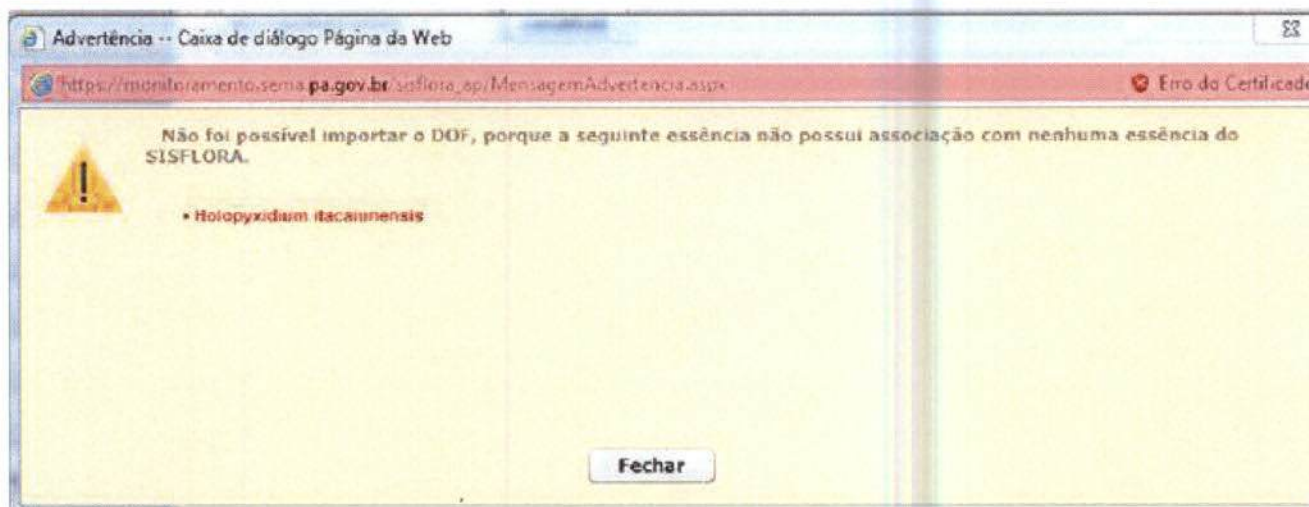 Advertência -- Caixa de diálogo Página da Web
https://monitoramento.sema.pa.gov.br/sisflora_ap/MensagemAdvertencia.aspx
Erro do Certificado
Não foi possível importar o DOF, porque a seguinte essência não possui associação com nenhuma essência do
SISFLORA.
• Holopyxidium itacaiunensis
Fechar